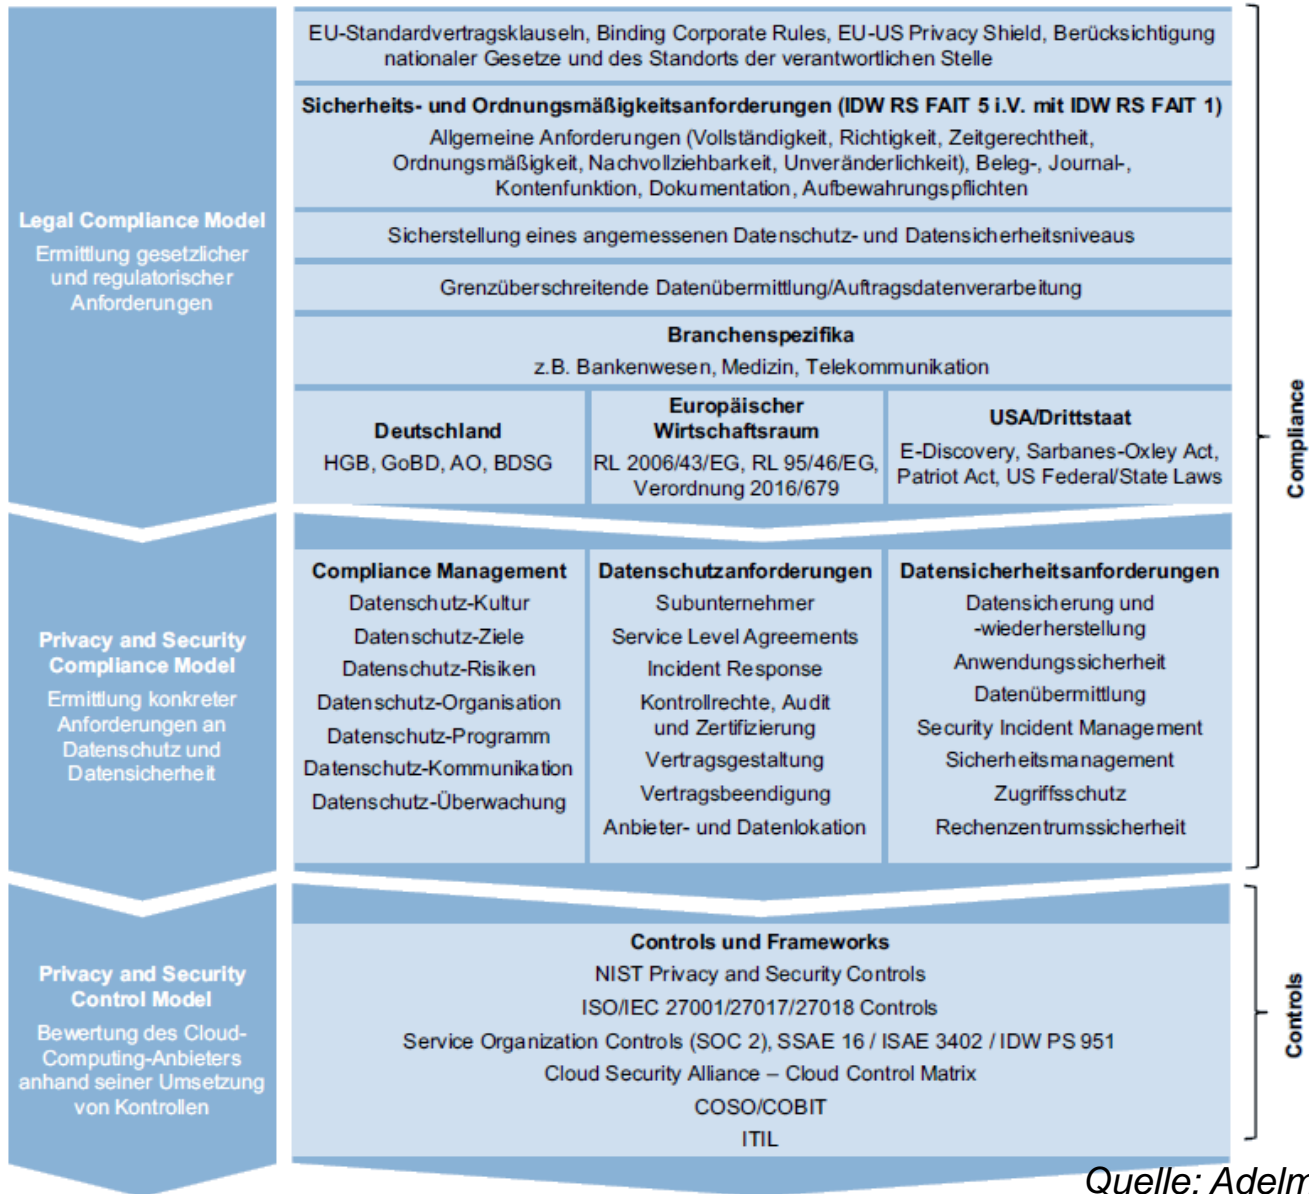 EU-Standardvertragsklauseln, Binding Corporate Rules, EU-US Privacy Shield, Berücksichtigung
nationaler Gesetze und des Standorts der verantwortlichen Stelle
Sicherheits- und Ordnungsmäßigkeitsanforderungen (IDW RS FAIT 5 i.V. mit IDW RS FAIT 1)
Allgemeine Anforderungen (Vollständigkeit, Richtigkeit, Zeitgerechtheit,
Ordnungsmäßigkeit, Nachvollziehbarkeit, Unveränderlichkeit), Beleg-, Journal-,
Kontenfunktion, Dokumentation, Aufbewahrungspflichten
Legal Compliance Model
Ermittlung gesetzlicher
und regulatorischer
Anforderungen
Sicherstellung eines angemessenen Datenschutz- und Datensicherheitsniveaus
Grenzüberschreitende Datenübermittlung/Auftragsdatenverarbeitung
Branchenspezifika
z.B. Bankenwesen, Medizin, Telekommunikation
Deutschland
HGB, GoBD, AO, BDSG
Europäischer
Wirtschaftsraum
RL 2006/43/EG, RL 95/46/EG,
Verordnung 2016/679
USA/Drittstaat
E-Discovery, Sarbanes-Oxley Act,
Patriot Act, US Federal/State Laws
Compliance
Privacy and Security
Compliance Model
Ermittlung konkreter
Anforderungen an
Datenschutz und
Datensicherheit
Compliance Management
Datenschutz-Kultur
Datenschutz-Ziele
Datenschutz-Risiken
Datenschutz-Organisation
Datenschutz-Programm
Datenschutz-Kommunikation
Datenschutz-Überwachung
Datenschutzanforderungen
Subunternehmer
Service Level Agreements
Incident Response
Kontrollrechte, Audit
und Zertifizierung
Vertragsgestaltung
Vertragsbeendigung
Anbieter- und Datenlokation
Datensicherheitsanforderungen
Datensicherung und
-wiederherstellung
Anwendungssicherheit
Datenübermittlung
Security Incident Management
Sicherheitsmanagement
Zugriffsschutz
Rechenzentrumssicherheit
Privacy and Security
Control Model
Bewertung des Cloud-
Computing-Anbieters
anhand seiner Umsetzung
von Kontrollen
Controls und Frameworks
NIST Privacy and Security Controls
ISO/IEC 27001/27017/27018 Controls
Service Organization Controls (SOC 2), SSAE 16 / ISAE 3402 / IDW PS 951
Cloud Security Alliance – Cloud Control Matrix
COSO/COBIT
ITIL
Controls
Quelle: Adelm